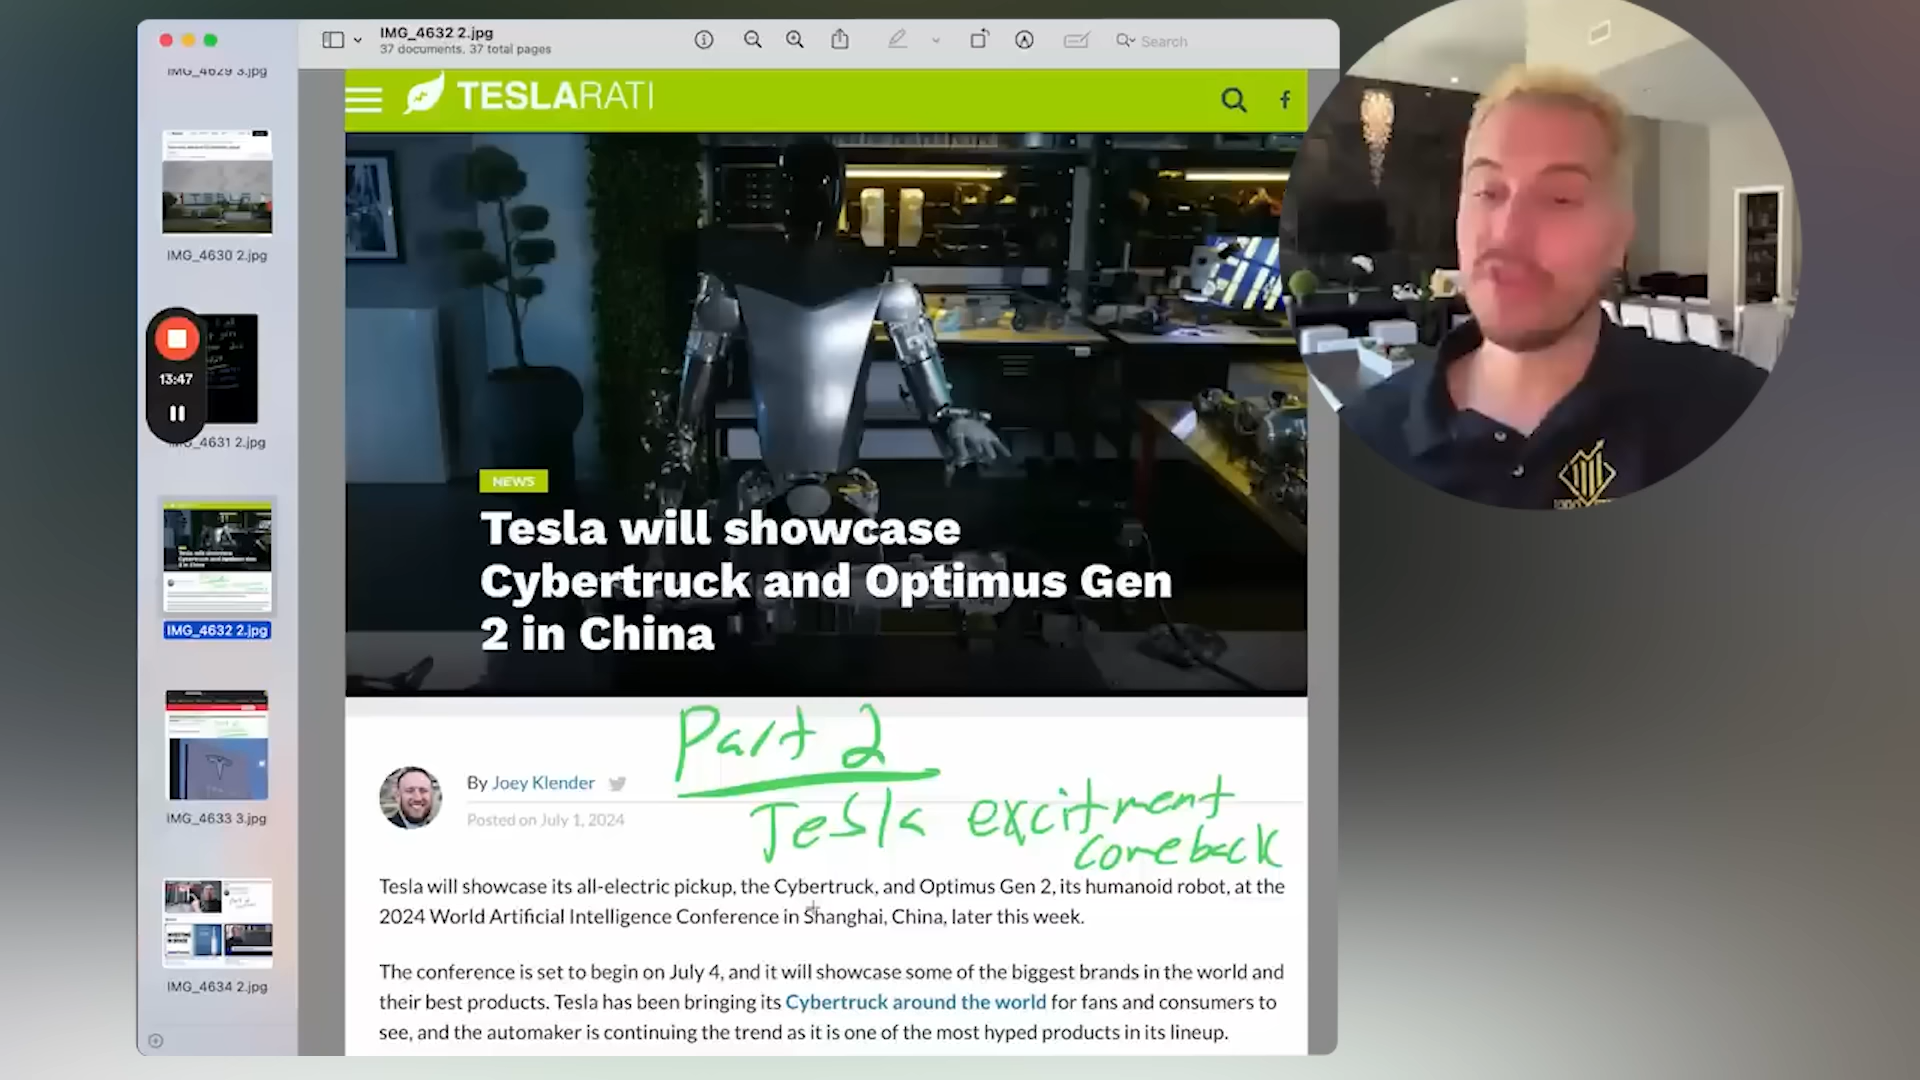 IMG_4632 2.jpg
37 documents, 37 total pages
Search
IMG_4629 3.jpg
IMG_4630 2.jpg
13:47
4631 2.jpg
IMG_4632 2.jpg
IMG_4633 3.jpg
IMG_4634 2.jpg
TESLARATI
NEWS
Tesla will showcase
Cybertruck and Optimus Gen
2 in China
Part 2
Tesla excitment
comeback
By Joey Klender
Posted on July 1, 2024
Tesla will showcase its all-electric pickup, the Cybertruck, and Optimus Gen 2, its humanoid robot, at the
2024 World Artificial Intelligence Conference in Shanghai, China, later this week.
The conference is set to begin on July 4, and it will showcase some of the biggest brands in the world and
their best products. Tesla has been bringing its Cybertruck around the world for fans and consumers to
see, and the automaker is continuing the trend as it is one of the most hyped products in its lineup.